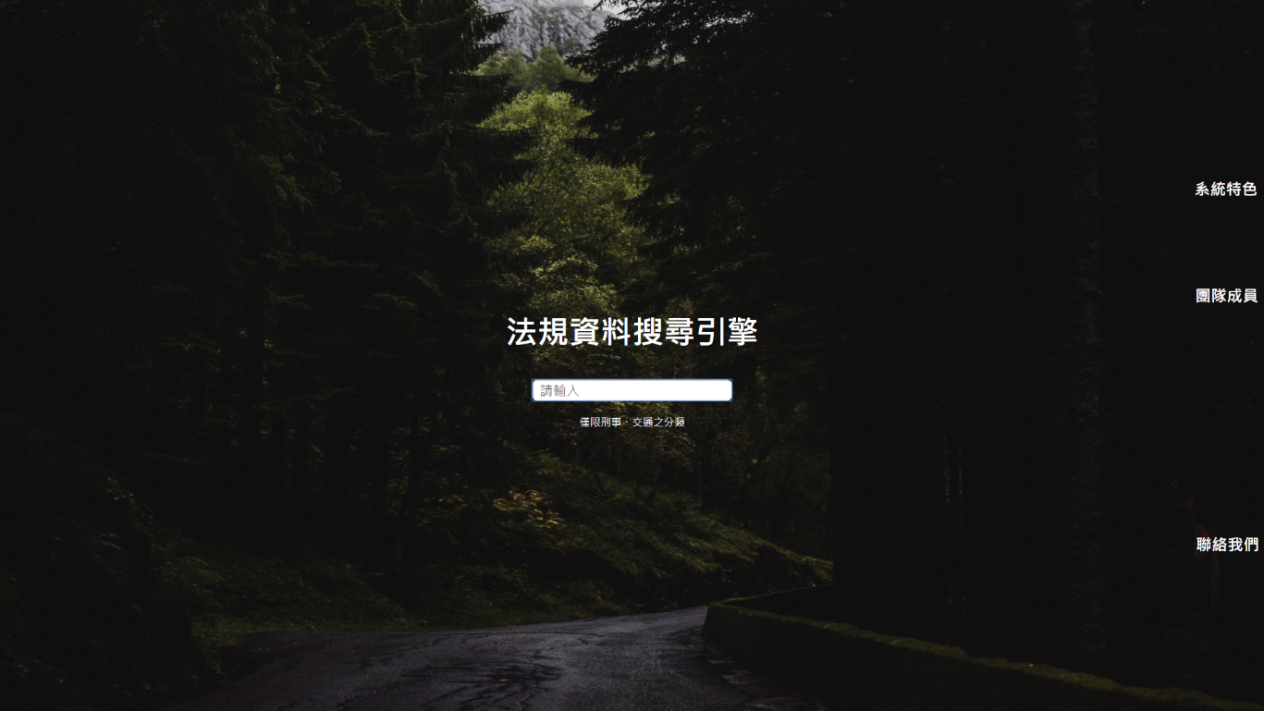 系統特色
團隊成員
法規資料搜尋引擎
請輸入
僅限刑事、交通之分類
聯絡我們